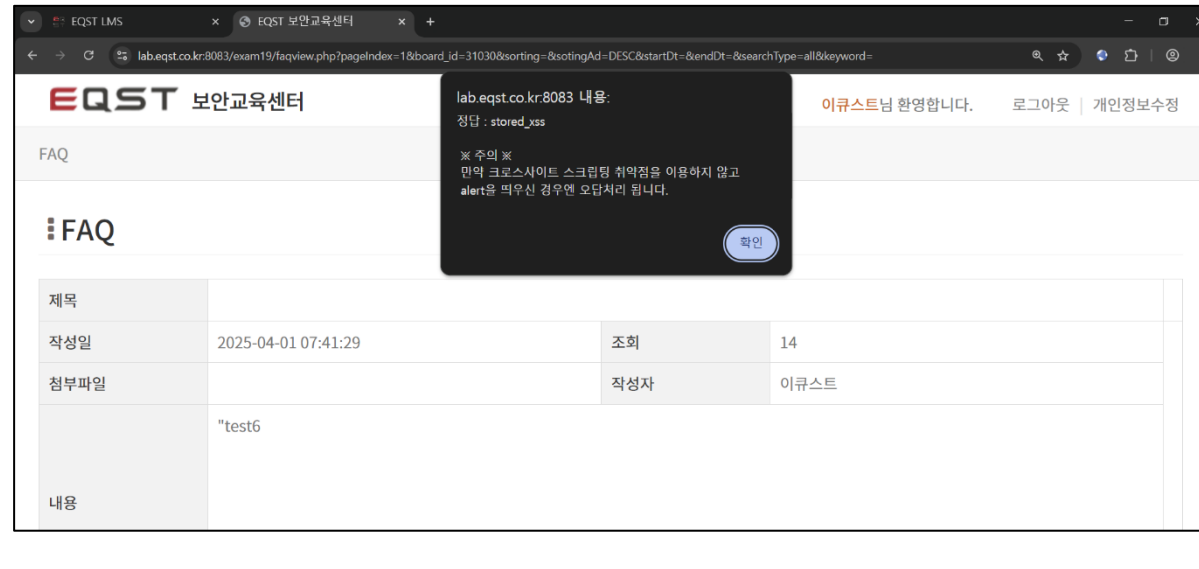 EQST LMS
EQST 보안교육센터
lab.eqst.co.kr:8083/exam19/faqview.php?pageIndex=1&board_id=31030&sorting=&sotingAd=DESC&startDt=&endDt=&searchType=all&keyword=
EQST 보안교육센터
이큐스트님 환영합니다. 로그아웃 | 개인정보수정
lab.eqst.co.kr:8083 내용:
정답 : stored_xss
※ 주의 ※
만약 크로스사이트 스크립팅 취약점을 이용하지 않고
alert을 띄우신 경우엔 오답처리 됩니다.
확인
FAQ
FAQ
제목
작성일 2025-04-01 07:41:29 조회 14
첨부파일 작성자 이큐스트
"test6
내용